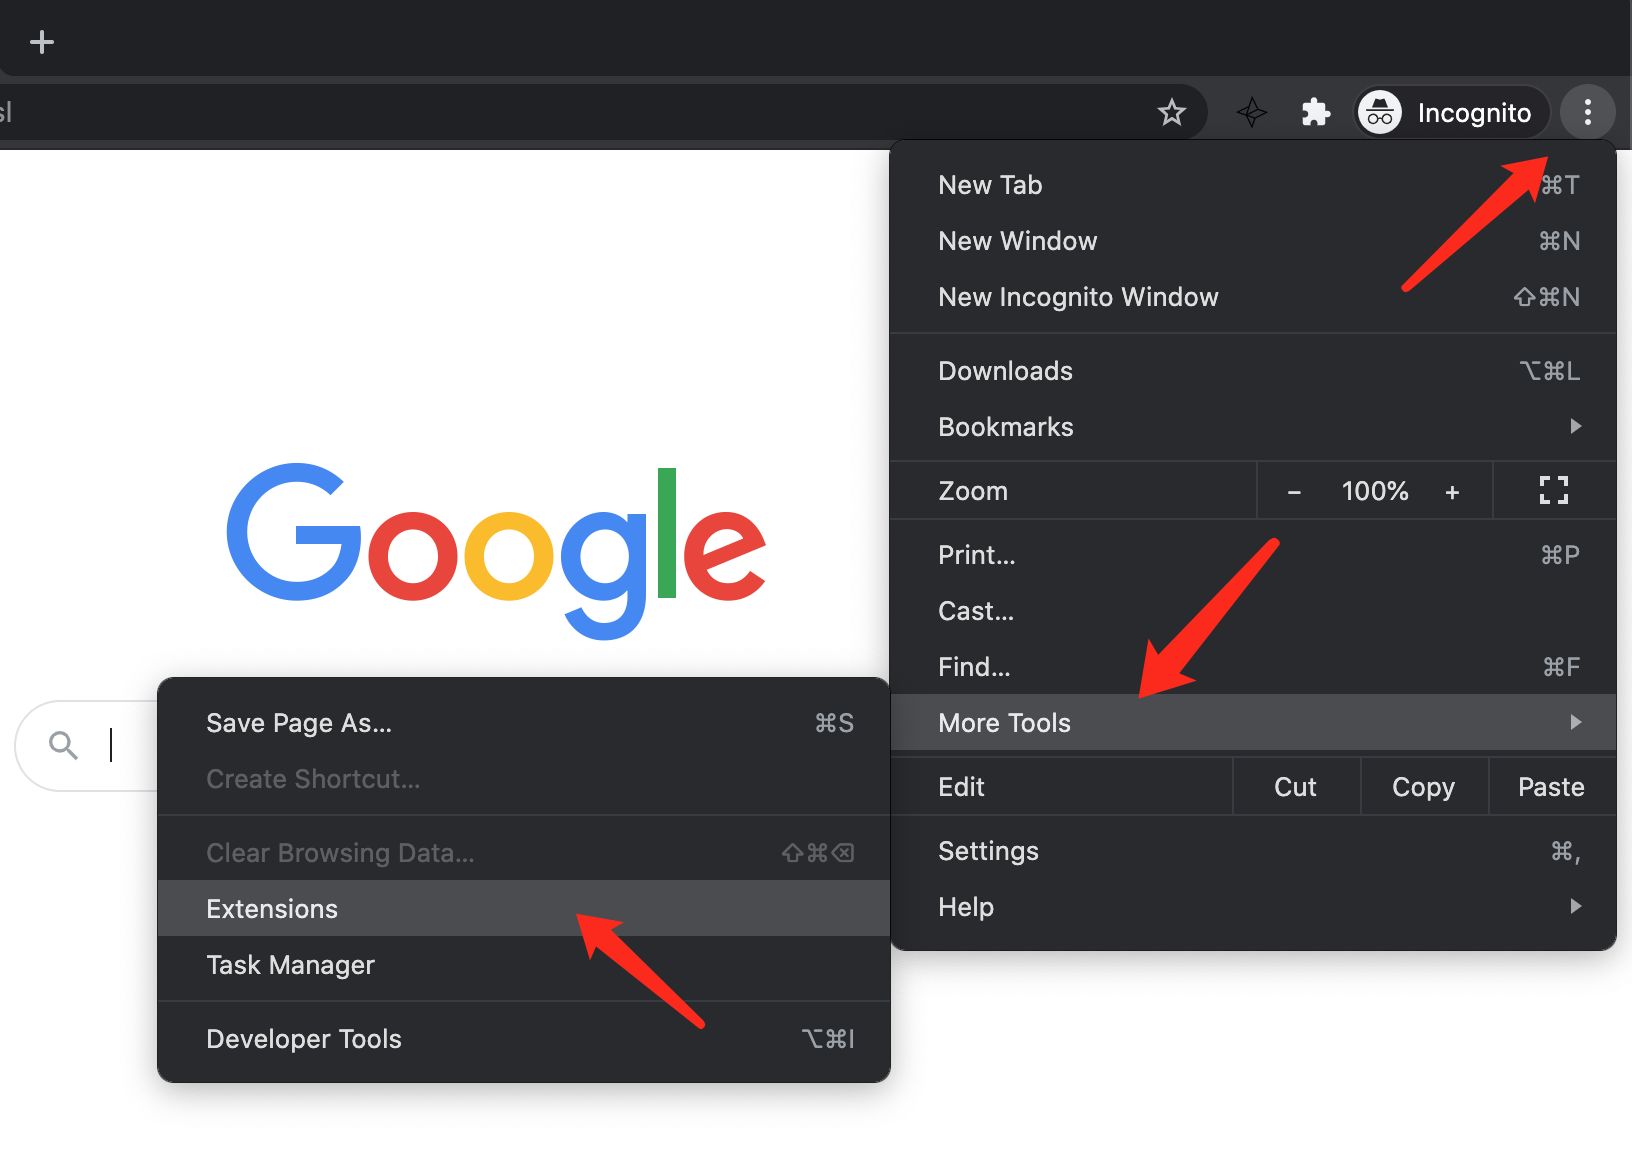 sl
Incognito
New Tab ⌘T
New Window ⌘N
New Incognito Window ⇧⌘N
Downloads ⌥⌘L
Bookmarks
Zoom − 100% +
Google
Print... ⌘P
Cast...
Find... ⌘F
More Tools
Edit Cut Copy Paste
Settings ⌘,
Help
Save Page As... ⌘S
Create Shortcut...
Clear Browsing Data... ⇧⌘⌫
Extensions
Task Manager
Developer Tools ⌥⌘I